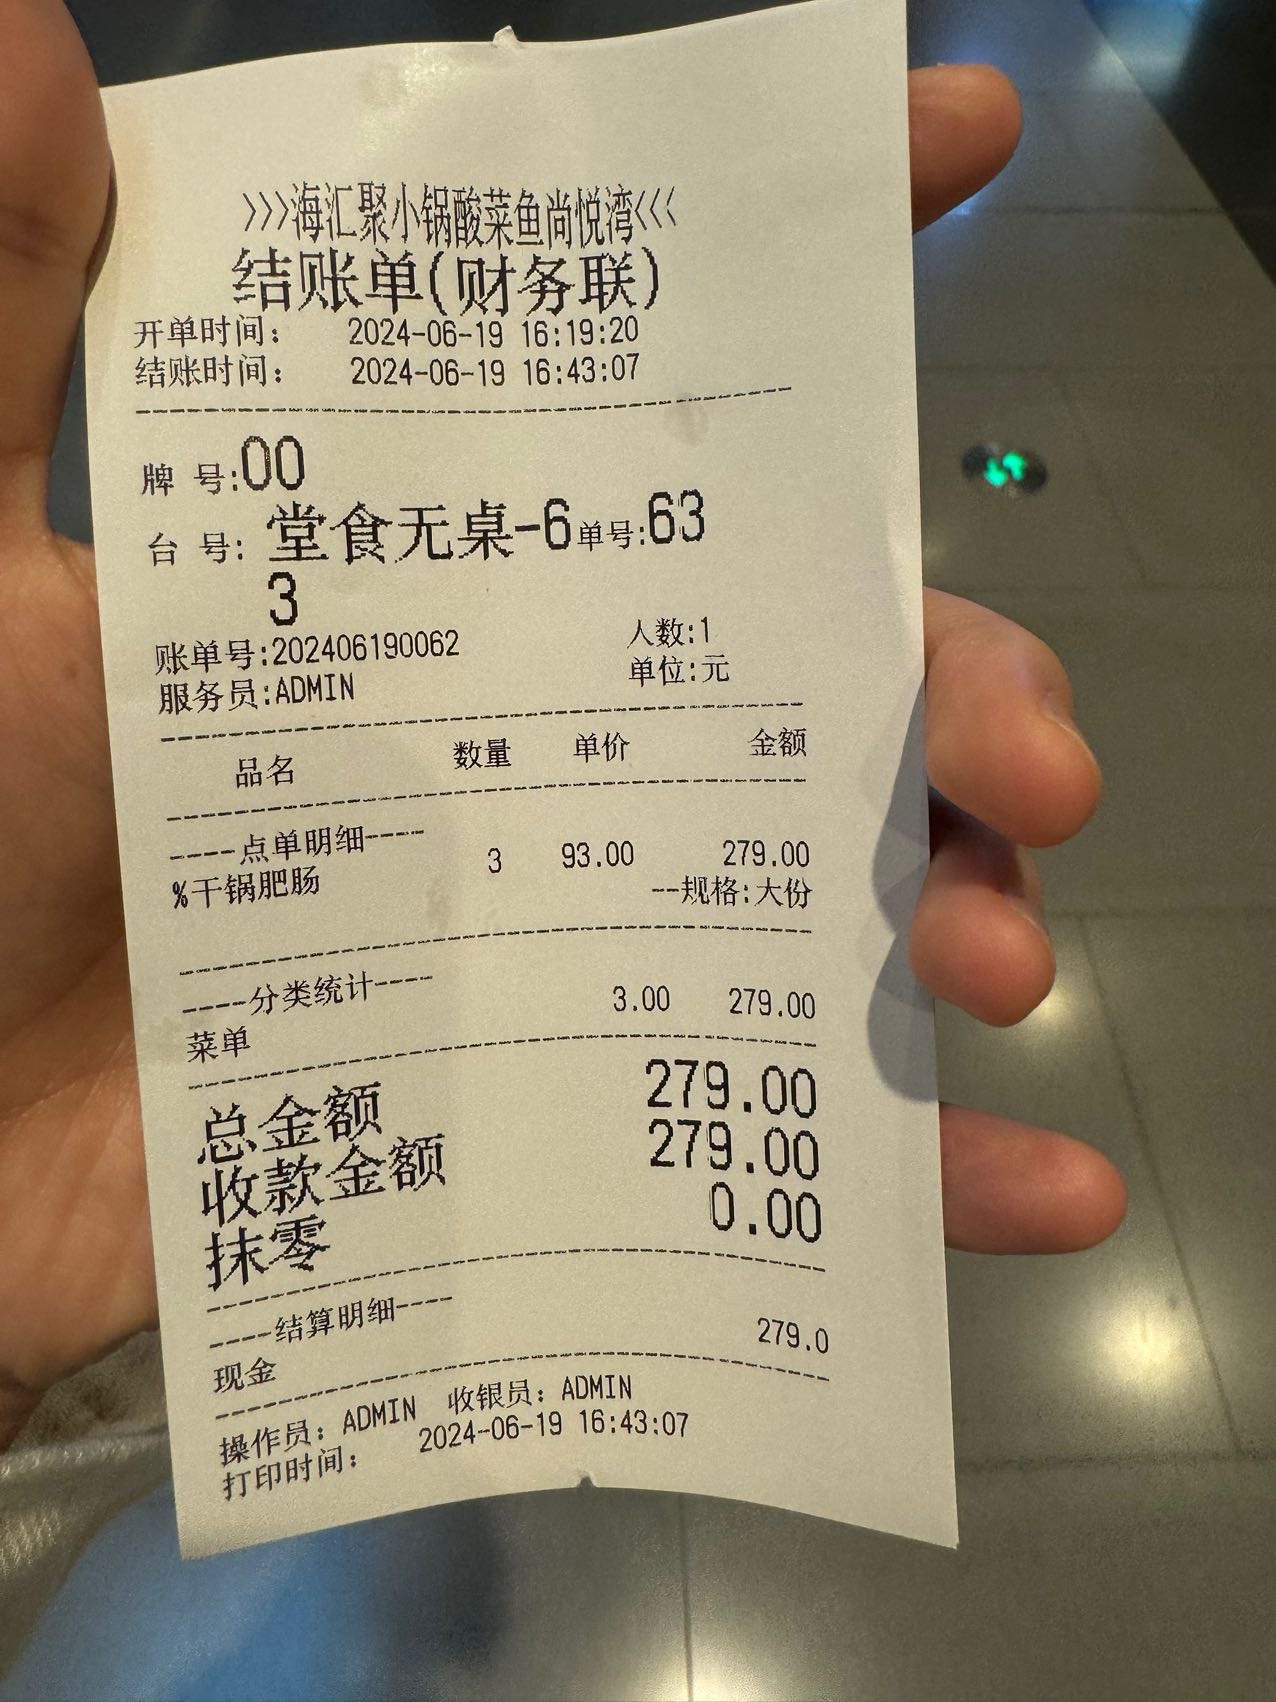 >>>海汇聚小锅酸菜鱼尚悦湾<<<
结账单(财务联)
开单时间： 2024-06-19 16:19:20
结账时间： 2024-06-19 16:43:07
牌 号:00
台 号: 堂食无桌-6单号:63
3
账单号:202406190062 人数:1
服务员:ADMIN 单位:元
品名 数量 单价 金额
----点单明细----
%干锅肥肠 3 93.00 279.00
--规格:大份
----分类统计----
菜单 3.00 279.00
总金额 279.00
收款金额 279.00
抹零 0.00
----结算明细----
现金 279.0
操作员：ADMIN 收银员：ADMIN
打印时间： 2024-06-19 16:43:07